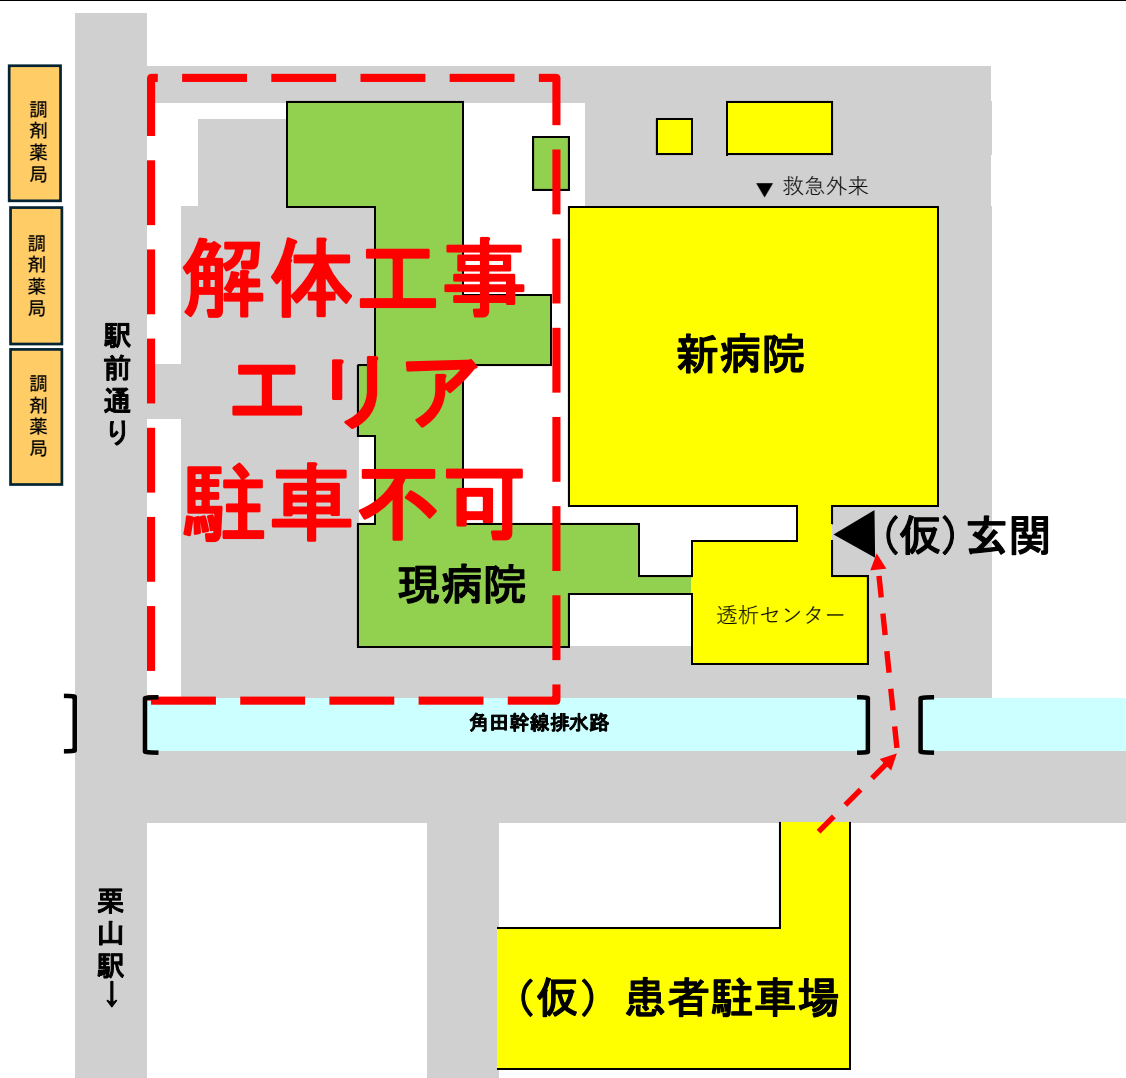 調剤薬局
救急外来
調剤薬局
解体工事
駅前通り
新病院
エリア
調剤薬局
駐車不可
(仮)玄関
現病院
透析センター
角田幹線排水路
栗山駅→
(仮) 患者駐車場